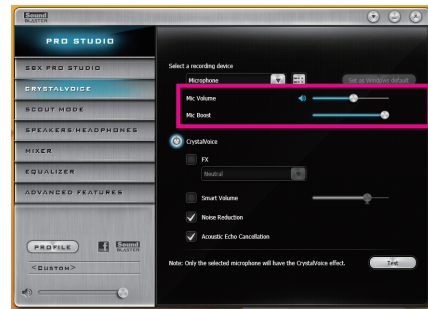 Sound
BLASTER
PRO STUDIO
SBX PRO STUDIO
CRYSTALVOICE
SCOUT MODE
SPEAKERS/HEADPHONES
MIXER
EQUALIZER
ADVANCED FEATURES
PROFILE
f
Sound
BLASTER
<CUSTOM>
Select a recording device
Microphone
Set as Windows default
Mic Volume
Mic Boost
CrystalVoice
FX
Neutral
Smart Volume
Noise Reduction
Acoustic Echo Cancellation
Note: Only the selected microphone will have the CrystalVoice effect.
Test